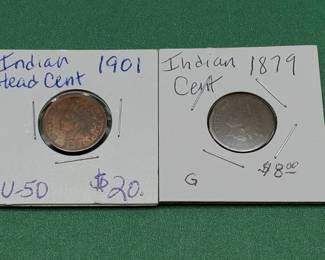 Indian 1901
Head Cent
U-50 $20.
Indian 1879
Cent
G $8.00